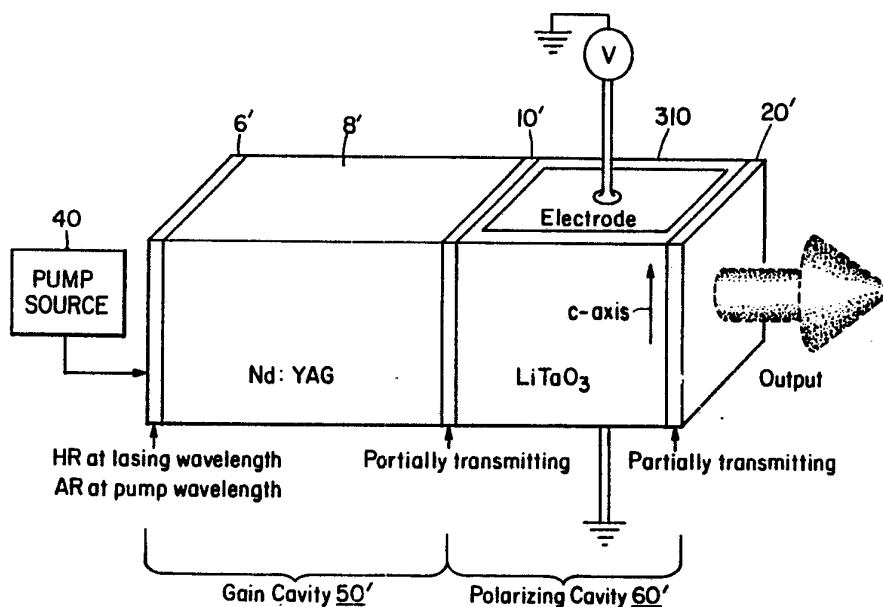 V
6'
8'
10'
310
20'
40
PUMP
SOURCE
Electrode
c-axis
Nd: YAG
LiTaO3
Output
HR at lasing wavelength
AR at pump wavelength
Portially transmitting
Partially transmitting
Gain Cavity 50'
Polarizing Cavity 60'